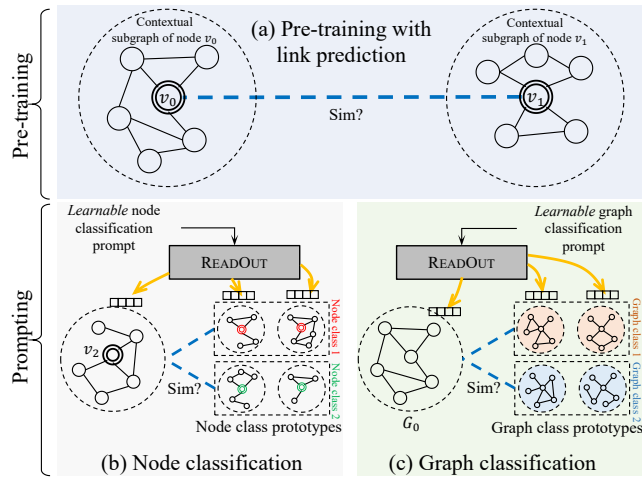 Pre-training
Contextual
subgraph of node v₀
(a) Pre-training with
link prediction
Contextual
subgraph of node v₁
v₀
v₁
Sim?
Prompting
Learnable node
classification
prompt
READOUT
v₂
Sim?
Node class 1
Node class 2
Node class prototypes
(b) Node classification
Learnable graph
classification
prompt
READOUT
G₀
Sim?
Graph class 1
Graph class 2
Graph class prototypes
(c) Graph classification